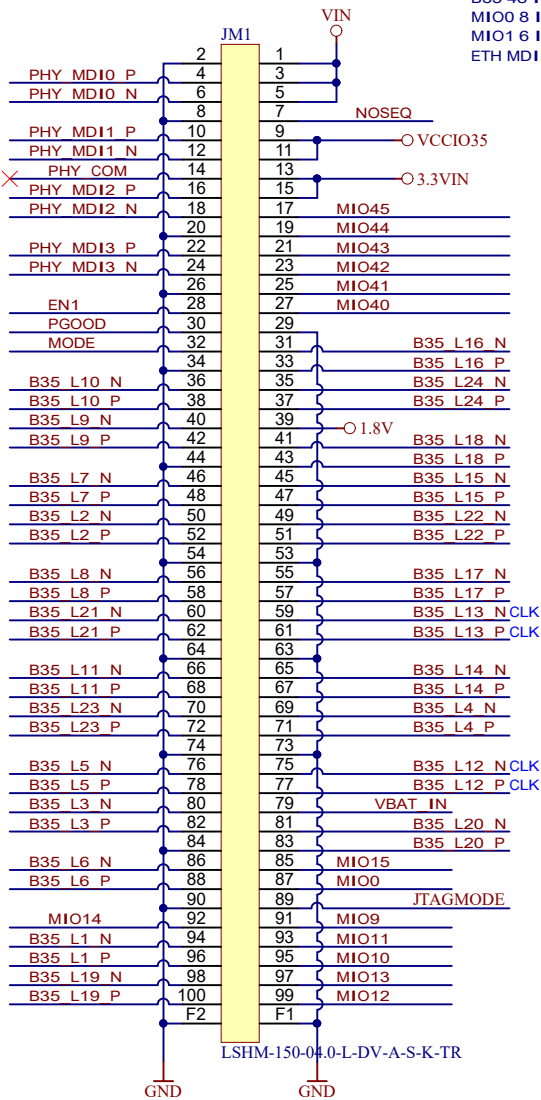 B35 48 I
VIN
MIO0 8 I
MIO1 6 I
ETH MDI
JM1
2 1
PHY_MDI0_P 4 3
PHY_MDI0_N 6 5
8 7 NOSEQ
PHY_MDI1_P 10 9 VCCIO35
PHY_MDI1_N 12 11
PHY_COM 14 13 3.3VIN
PHY_MDI2_P 16 15
PHY_MDI2_N 18 17 MIO45
20 19 MIO44
PHY_MDI3_P 22 21 MIO43
PHY_MDI3_N 24 23 MIO42
26 25 MIO41
EN1 28 27 MIO40
PGOOD 30 29
MODE 32 31 B35_L16_N
34 33 B35_L16_P
B35_L10_N 36 35 B35_L24_N
B35_L10_P 38 37 B35_L24_P
B35_L9_N 40 39 1.8V
B35_L9_P 42 41 B35_L18_N
44 43 B35_L18_P
B35_L7_N 46 45 B35_L15_N
B35_L7_P 48 47 B35_L15_P
B35_L2_N 50 49 B35_L22_N
B35_L2_P 52 51 B35_L22_P
54 53
B35_L8_N 56 55 B35_L17_N
B35_L8_P 58 57 B35_L17_P
B35_L21_N 60 59 B35_L13_N CLK
B35_L21_P 62 61 B35_L13_P CLK
64 63
B35_L11_N 66 65 B35_L14_N
B35_L11_P 68 67 B35_L14_P
B35_L23_N 70 69 B35_L4_N
B35_L23_P 72 71 B35_L4_P
74 73
B35_L5_N 76 75 B35_L12_N CLK
B35_L5_P 78 77 B35_L12_P CLK
B35_L3_N 80 79 VBAT_IN
B35_L3_P 82 81 B35_L20_N
84 83 B35_L20_P
B35_L6_N 86 85 MIO15
B35_L6_P 88 87 MIO0
90 89 JTAGMODE
MIO14 92 91 MIO9
B35_L1_N 94 93 MIO11
B35_L1_P 96 95 MIO10
B35_L19_N 98 97 MIO13
B35_L19_P 100 99 MIO12
F2 F1
LSHM-150-04.0-L-DV-A-S-K-TR
GND GND